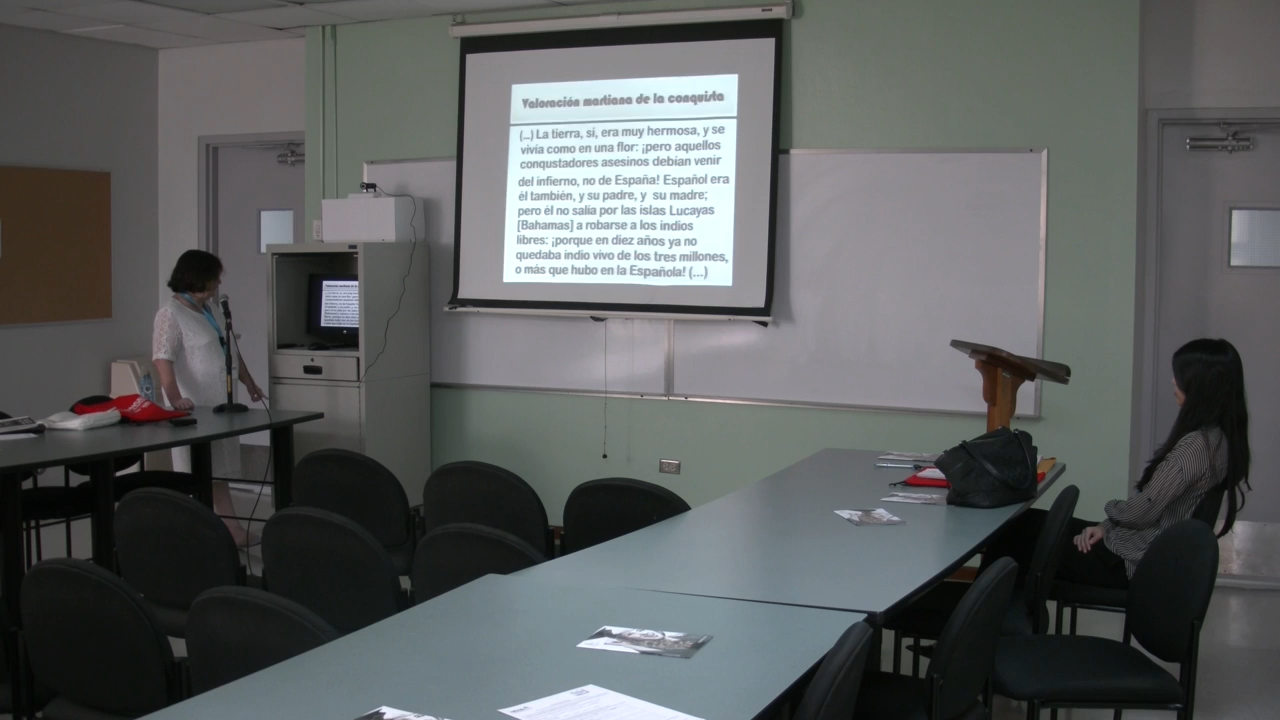 Valoración martiana de la conquista
(...) La tierra, sí, era muy hermosa, y se
vivía como en una flor: ¡pero aquellos
conqustadores asesinos debían venir
del infierno, no de España! Español era
él también, y su padre, y su madre;
pero él no salía por las islas Lucayas
[Bahamas] a robarse a los indios
libres: ¡porque en diez años ya no
quedaba indio vivo de los tres millones,
o más que hubo en la Española! (...)